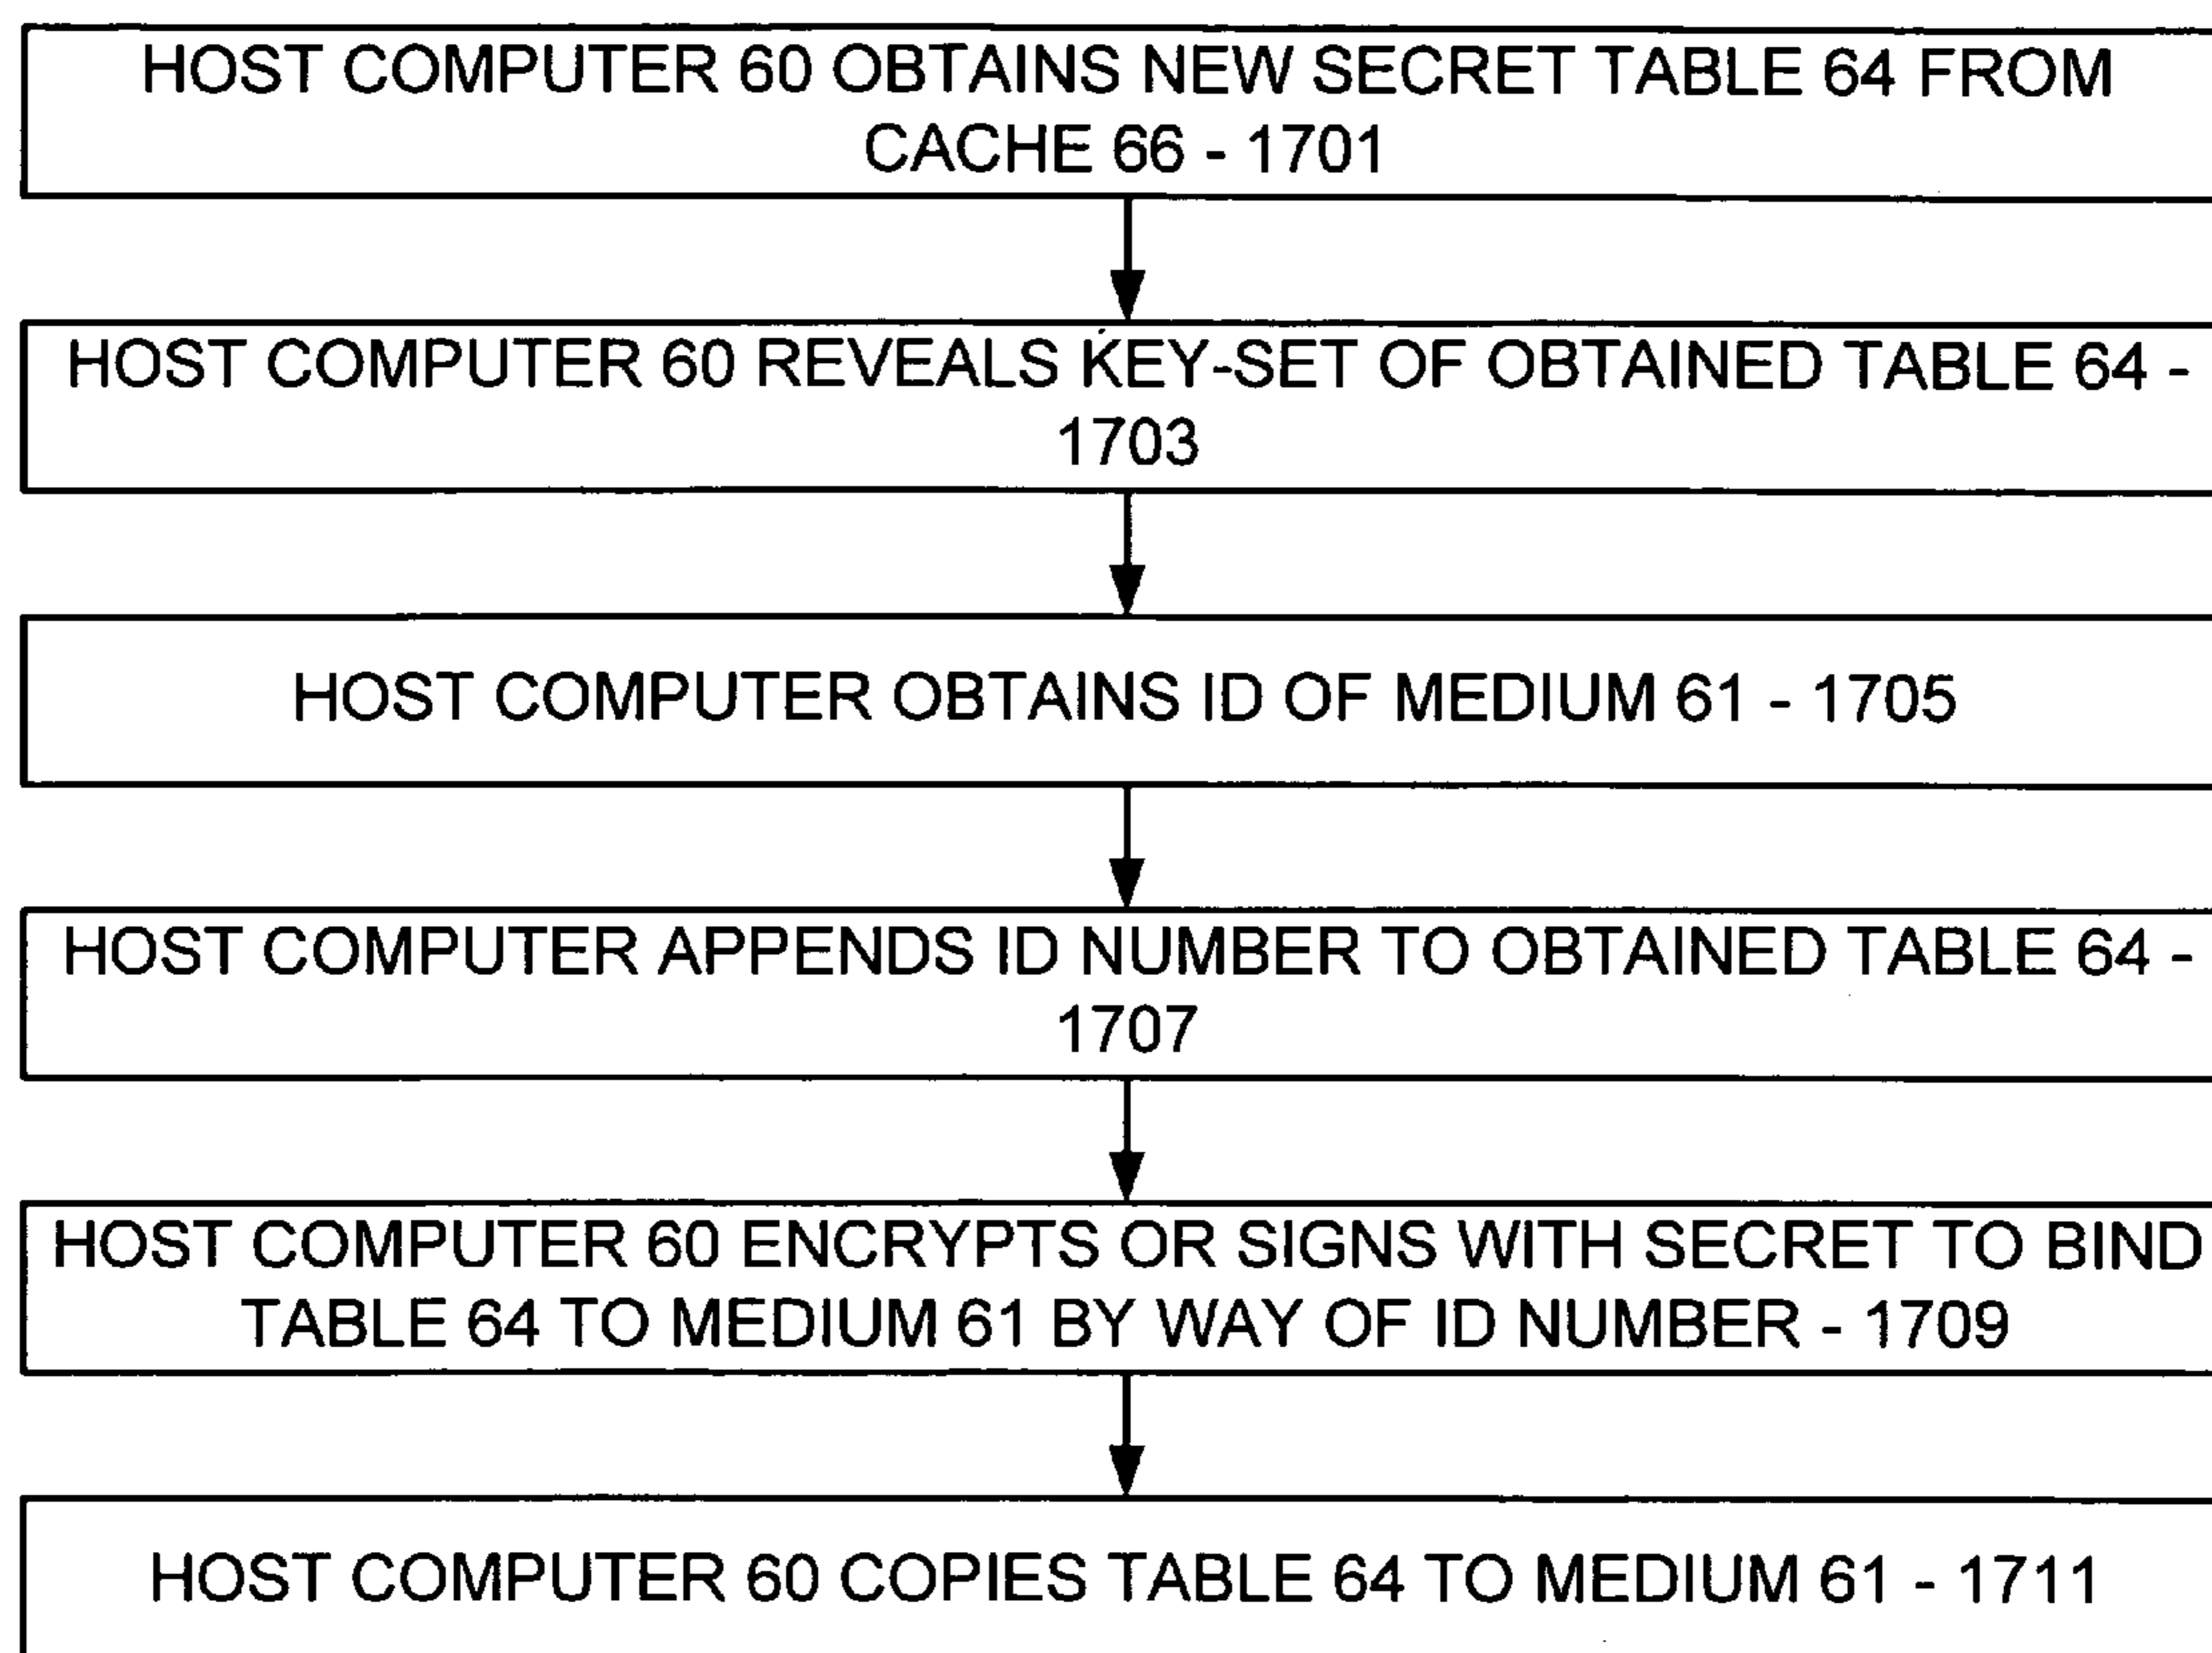 HOST COMPUTER 60 OBTAINS NEW SECRET TABLE 64 FROM
CACHE 66 - 1701
HOST COMPUTER 60 REVEALS KEY-SET OF OBTAINED TABLE 64 -
1703
HOST COMPUTER OBTAINS ID OF MEDIUM 61 - 1705
HOST COMPUTER APPENDS ID NUMBER TO OBTAINED TABLE 64 -
1707
HOST COMPUTER 60 ENCRYPTS OR SIGNS WITH SECRET TO BIND
TABLE 64 TO MEDIUM 61 BY WAY OF ID NUMBER - 1709
HOST COMPUTER 60 COPIES TABLE 64 TO MEDIUM 61 - 1711